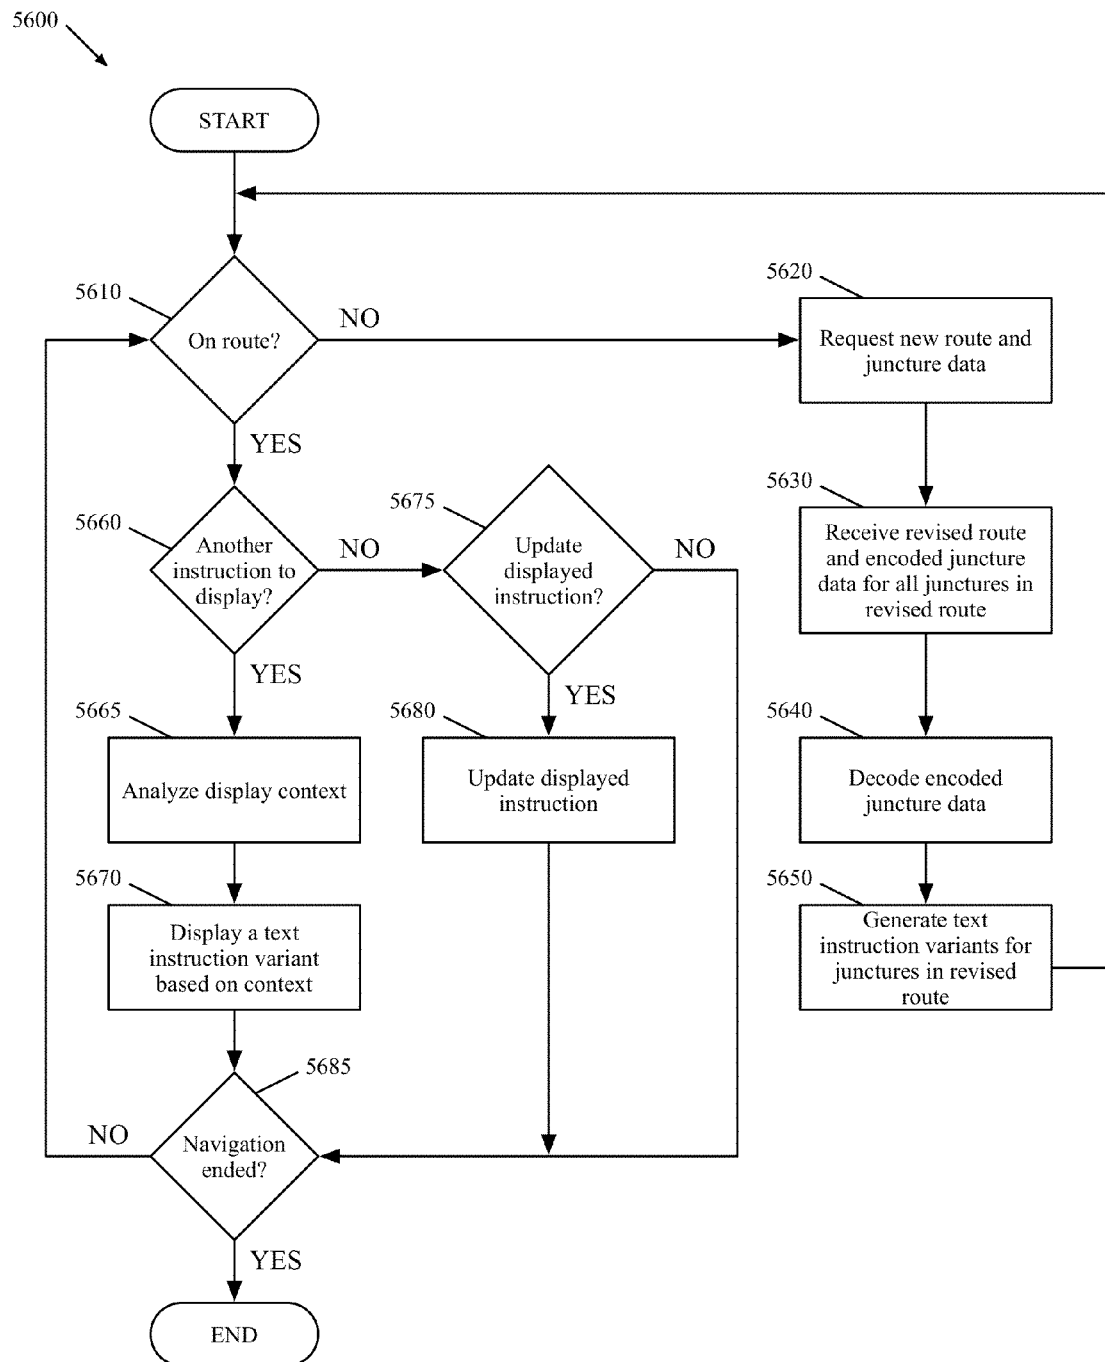 5600
START
5610
On route?
NO
YES
5620
Request new route and
juncture data
5630
Receive revised route
and encoded juncture
data for all junctures in
revised route
5640
Decode encoded
juncture data
5650
Generate text
instruction variants for
junctures in revised
route
5660
Another
instruction to
display?
NO
YES
5675
Update
displayed
instruction?
NO
YES
5665
Analyze display context
5680
Update displayed
instruction
5670
Display a text
instruction variant
based on context
5685
Navigation
ended?
NO
YES
END